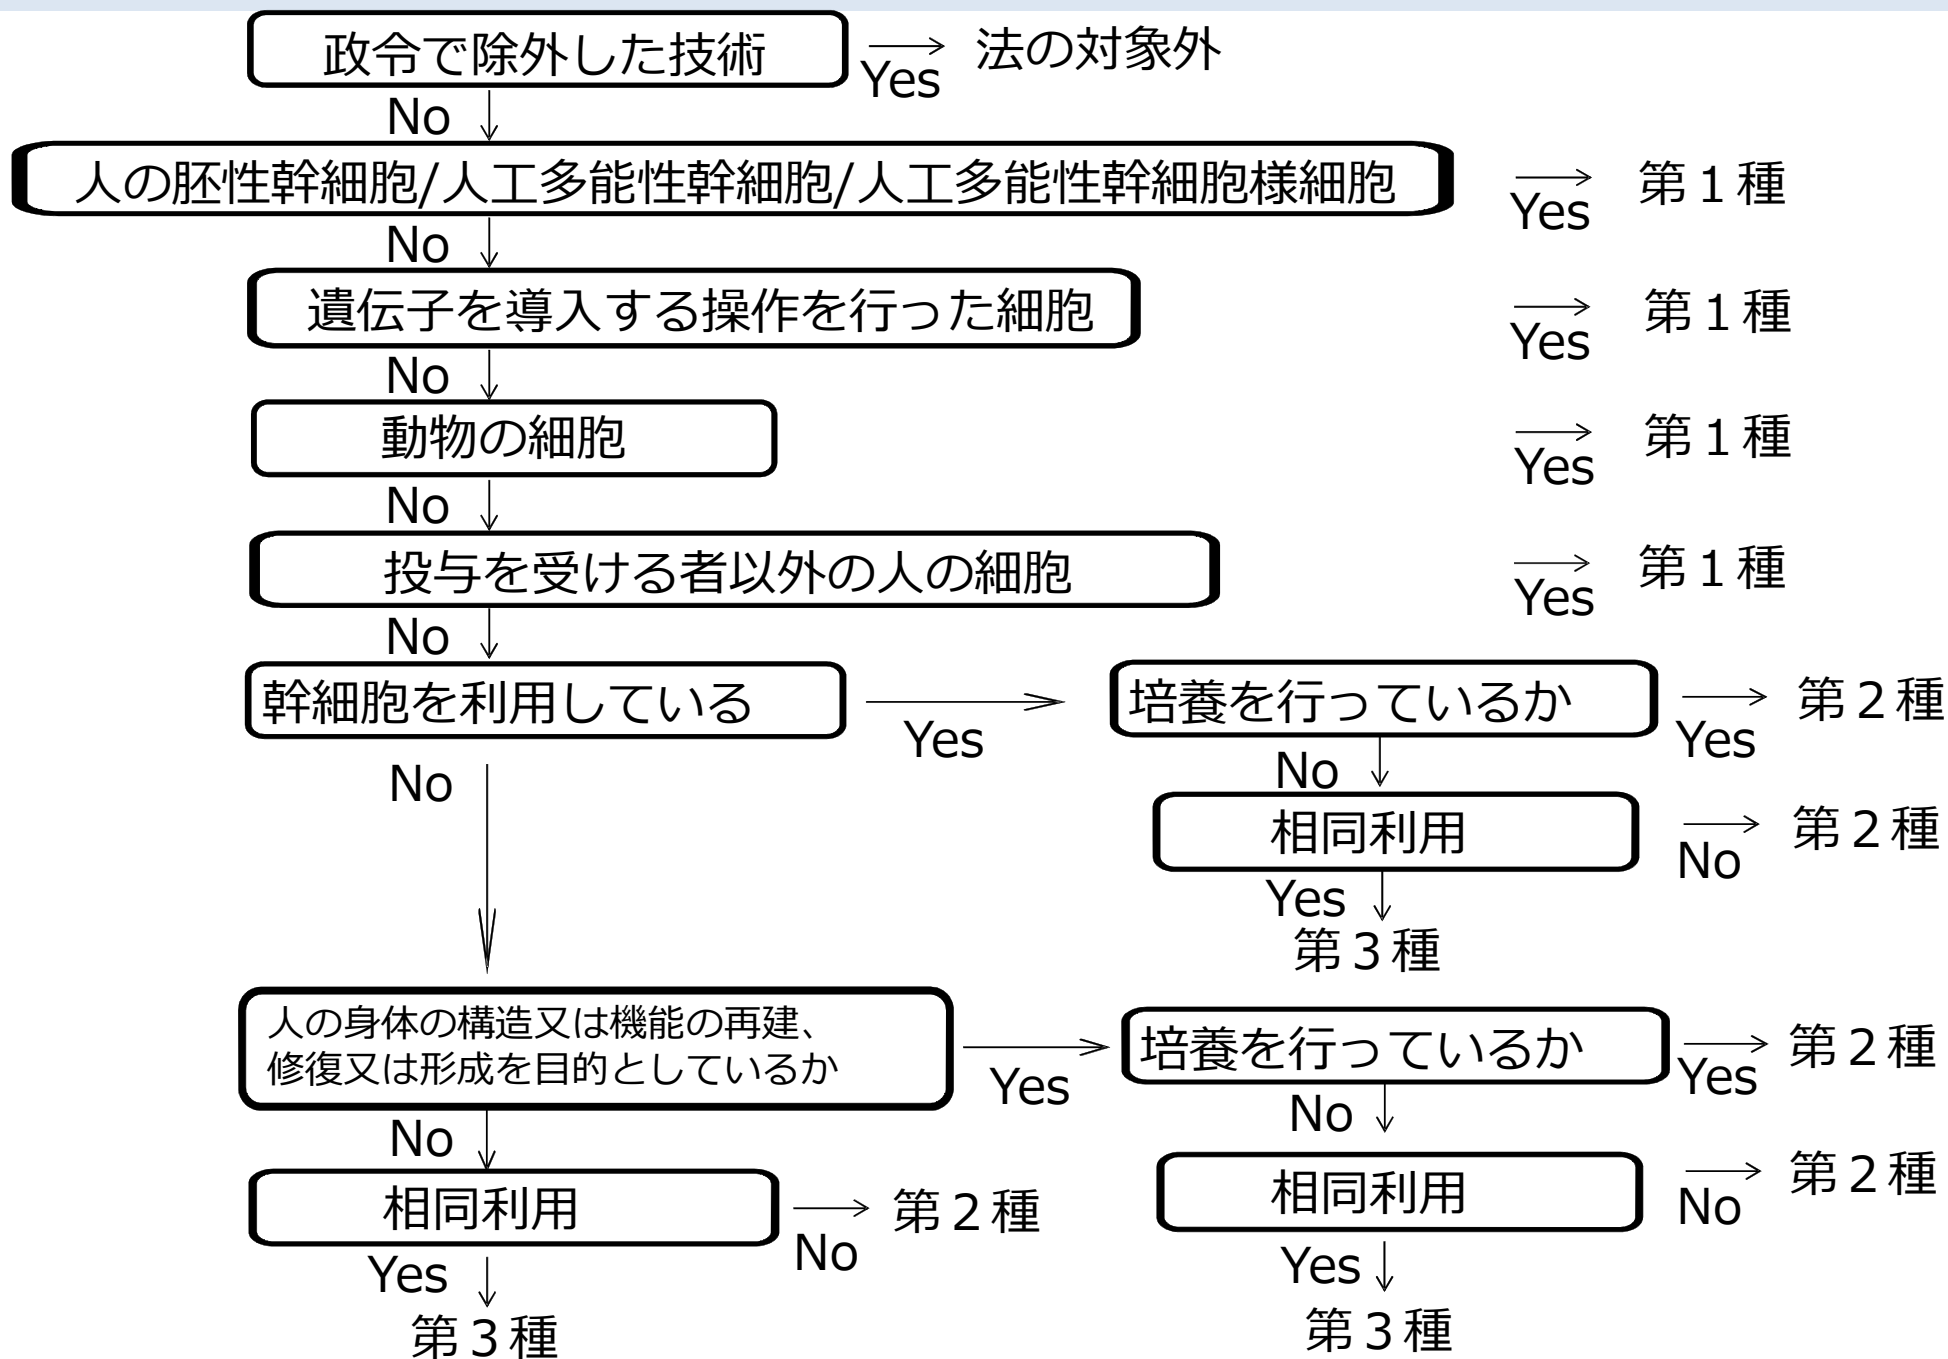 政令で除外した技術
Yes
法の対象外
No
人の胚性幹細胞/人工多能性幹細胞/人工多能性幹細胞様細胞
Yes
第１種
No
遺伝子を導入する操作を行った細胞
Yes
第１種
No
動物の細胞
Yes
第１種
No
投与を受ける者以外の人の細胞
Yes
第１種
No
幹細胞を利用している
Yes
培養を行っているか
Yes
第２種
No
No
相同利用
No
第２種
Yes
第３種
人の身体の構造又は機能の再建、
修復又は形成を目的としているか
Yes
培養を行っているか
Yes
第２種
No
No
相同利用
No
第２種
相同利用
No
第２種
Yes
第３種
Yes
第３種